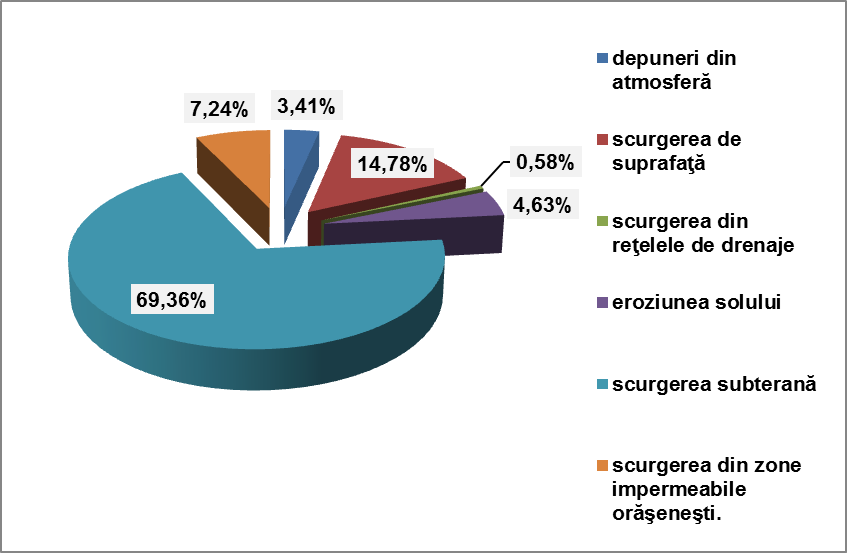 7,24%
3,41%
14,78%
0,58%
4,63%
69,36%
depuneri din
atmosferă
scurgerea de
suprafaţă
scurgerea din
reţelele de drenaje
eroziunea solului
scurgerea subterană
scurgerea din zone
impermeabile
orăşeneşti.